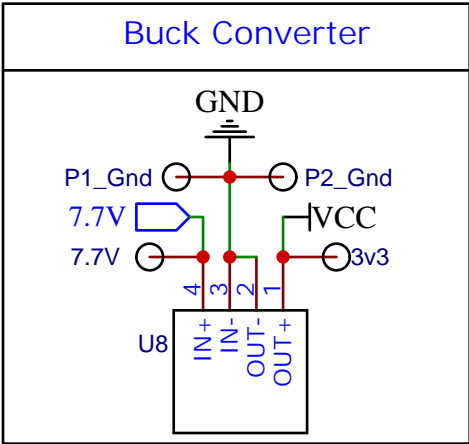 Buck Converter
GND
P1_Gnd
P2_Gnd
7.7V
VCC
7.7V
3v3
4
3
2
1
U8
IN+
IN-
OUT-
OUT+